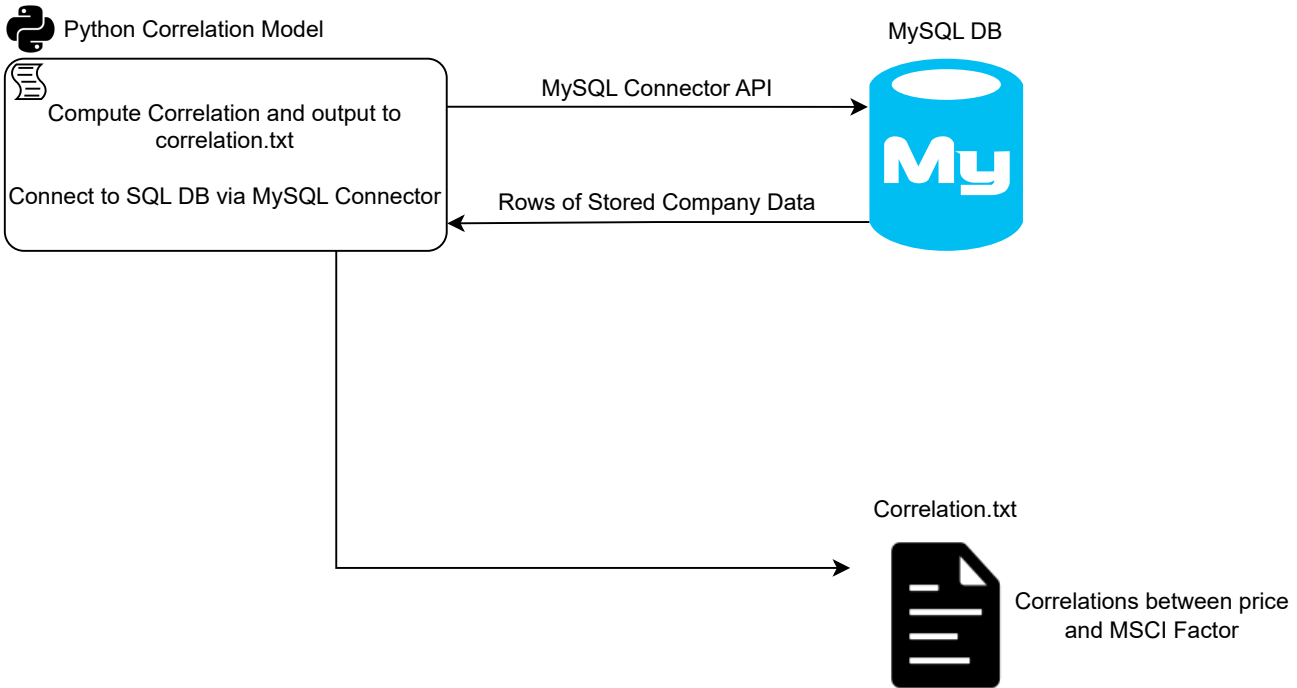 Python Correlation Model
MySQL DB
MySQL Connector API
Compute Correlation and output to
correlation.txt
Connect to SQL DB via MySQL Connector
Rows of Stored Company Data
My
Correlation.txt
Correlations between price
and MSCI Factor